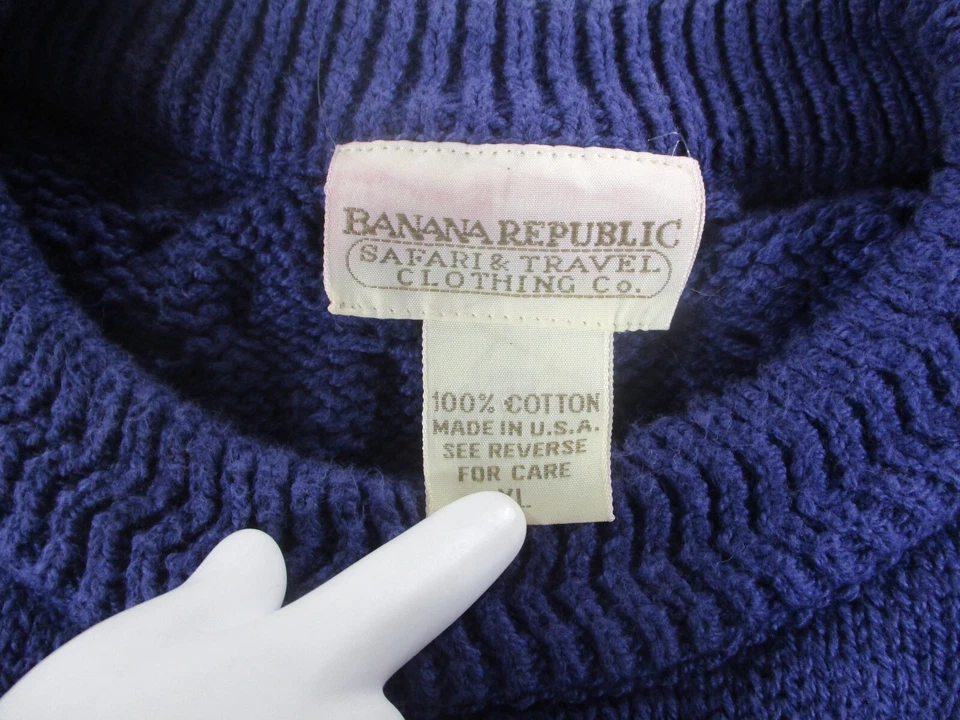 BANANA REPUBLIC
SAFARI & TRAVEL
CLOTHING Co.
100% COTTON
MADE IN U.S.A.
SEE REVERSE
FOR CARE
XL